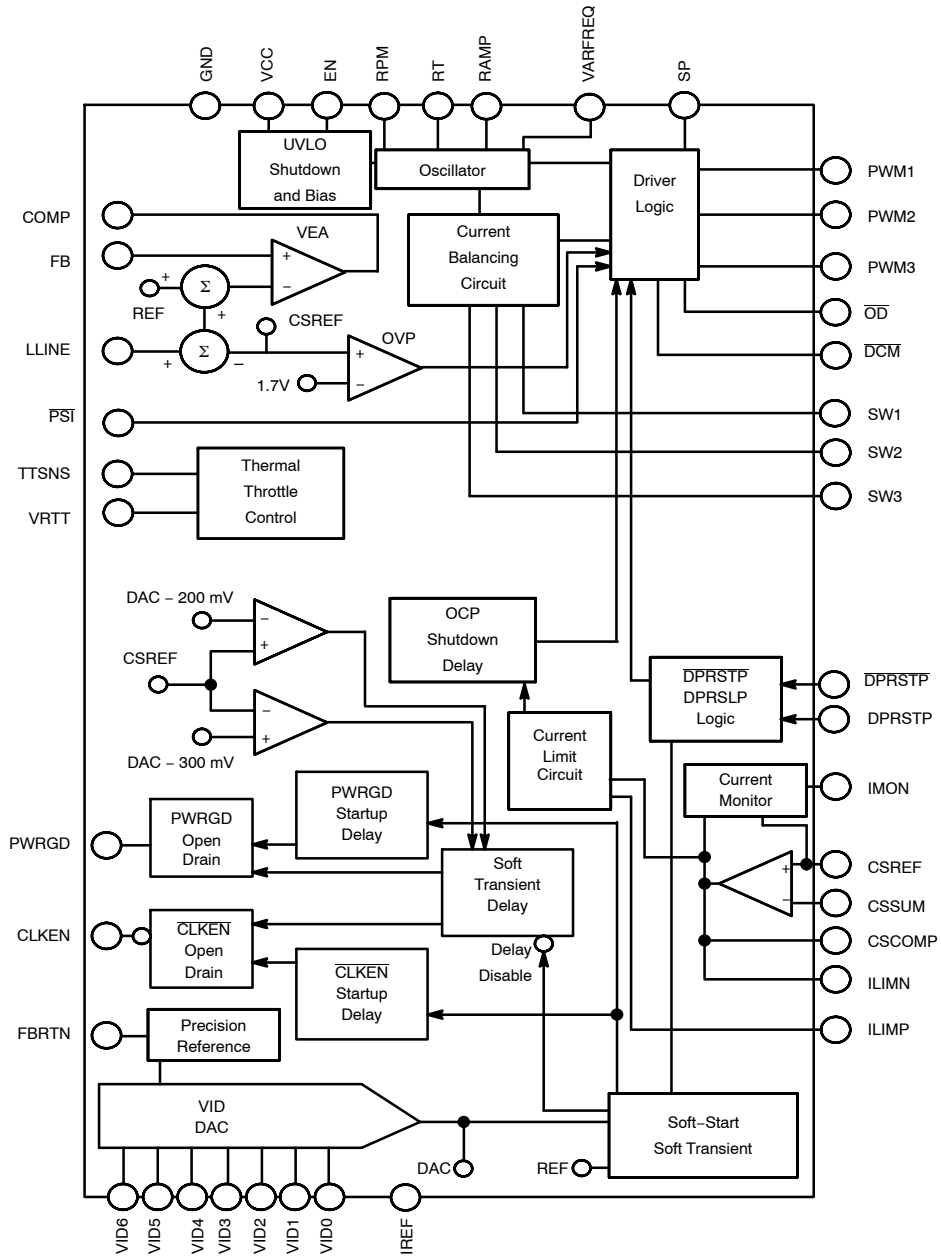 GND
VCC
EN
RPM
RT
RAMP
VARFREQ
SP
UVLO
Shutdown
and Bias
Oscillator
Driver
Logic
PWM1
PWM2
PWM3
OD
DCM
SW1
SW2
SW3
COMP
FB
VEA
+
−
Σ
+
REF
+
Current
Balancing
Circuit
LLINE
+
Σ
−
CSREF
OVP
+
−
1.7V
PSI
TTSNS
VRTT
Thermal
Throttle
Control
DAC − 200 mV
−
+
CSREF
−
+
DAC − 300 mV
OCP
Shutdown
Delay
Current
Limit
Circuit
DPRSTP
DPRSLP
Logic
DPRSTP
DPRSTP
Current
Monitor
IMON
+
−
CSREF
CSSUM
CSCOMP
ILIMN
ILIMP
PWRGD
PWRGD
Open
Drain
PWRGD
Startup
Delay
Soft
Transient
Delay
CLKEN
CLKEN
Open
Drain
CLKEN
Startup
Delay
Delay
Disable
FBRTN
Precision
Reference
VID
DAC
DAC
REF
Soft−Start
Soft Transient
VID6
VID5
VID4
VID3
VID2
VID1
VID0
IREF